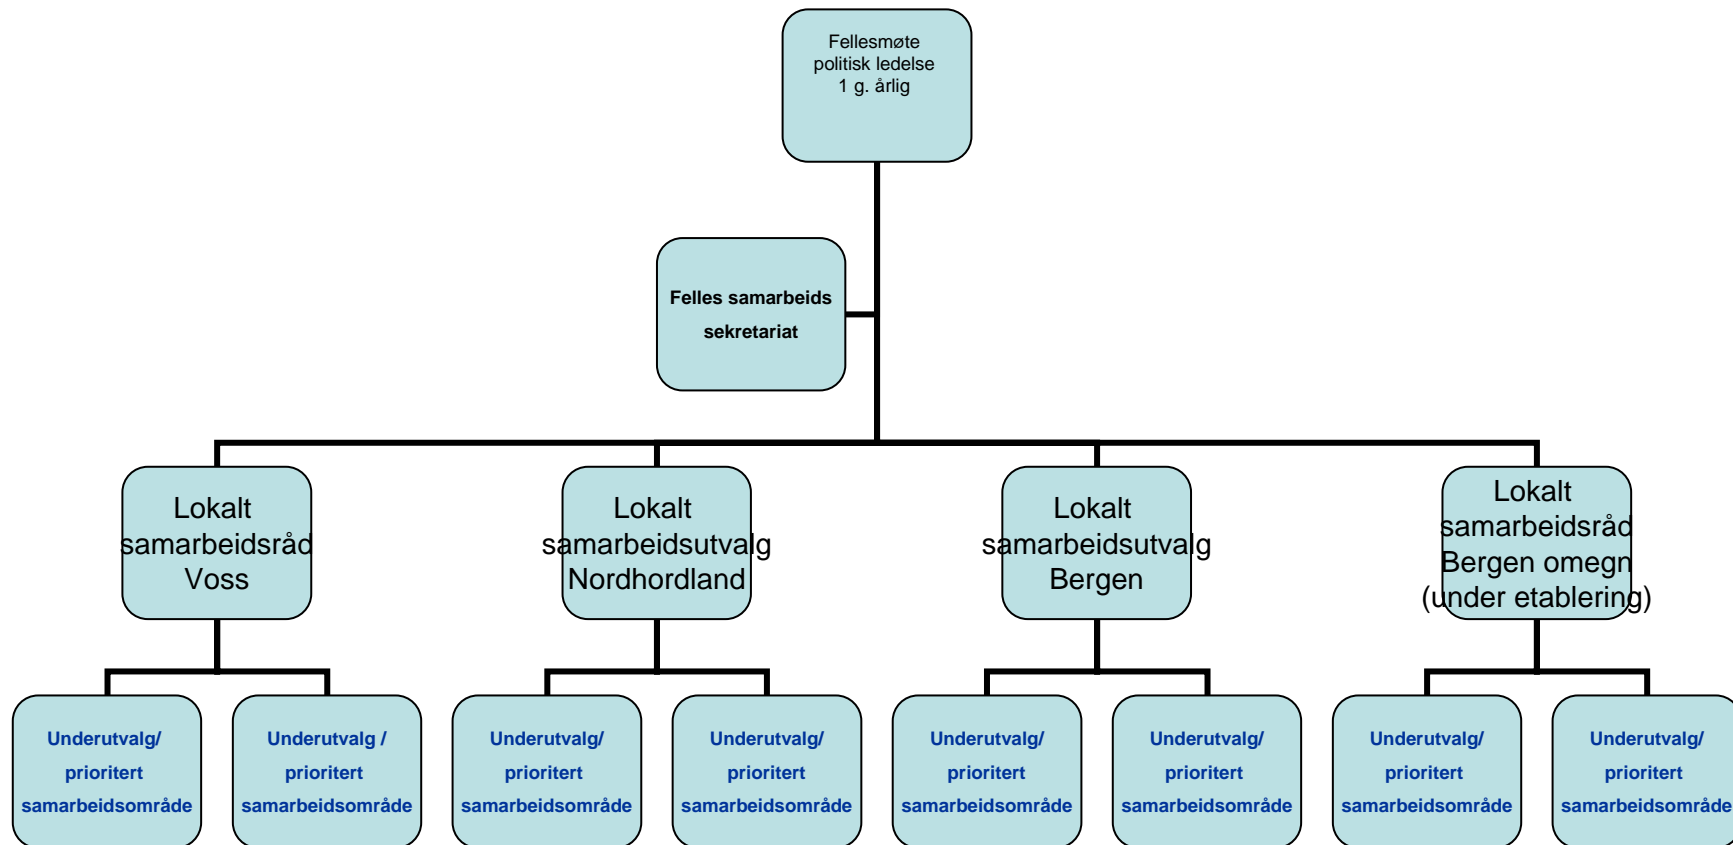 Fellesmøte
politisk ledelse
1 g. årlig
Felles samarbeids
sekretariat
Lokalt
samarbeidsråd
Voss
Lokalt
samarbeidsutvalg
Nordhordland
Lokalt
samarbeidsutvalg
Bergen
Lokalt
samarbeidsråd
Bergen omegn
(under etablering)
Underutvalg/
prioritert
samarbeidsområde
Underutvalg /
prioritert
samarbeidsområde
Underutvalg/
prioritert
samarbeidsområde
Underutvalg/
prioritert
samarbeidsområde
Underutvalg/
prioritert
samarbeidsområde
Underutvalg/
prioritert
samarbeidsområde
Underutvalg/
prioritert
samarbeidsområde
Underutvalg/
prioritert
samarbeidsområde